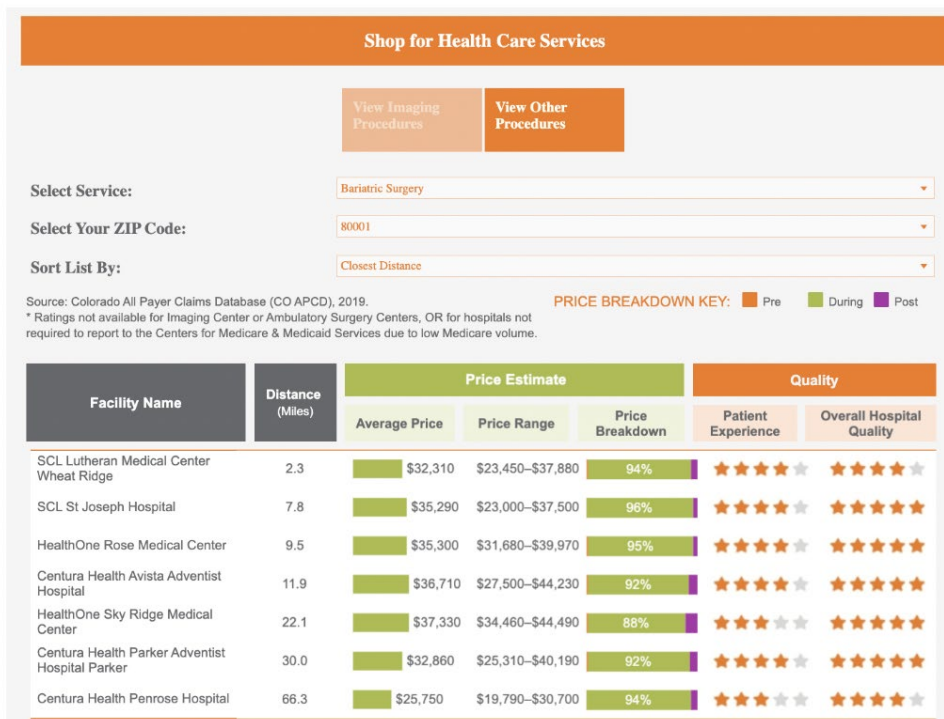 Shop for Health Care Services
View Imaging
Procedures
View Other
Procedures
Select Service:
Bariatric Surgery
Select Your ZIP Code:
80001
Sort List By:
Closest Distance
Source: Colorado All Payer Claims Database (CO APCD), 2019.
* Ratings not available for Imaging Center or Ambulatory Surgery Centers, OR for hospitals not
required to report to the Centers for Medicare & Medicaid Services due to low Medicare volume.
PRICE BREAKDOWN KEY: Pre During Post
Facility Name
Distance
(Miles)
Price Estimate
Quality
Average Price
Price Range
Price
Breakdown
Patient
Experience
Overall Hospital
Quality
SCL Lutheran Medical Center
Wheat Ridge
2.3 $32,310 $23,450–$37,880 94%
SCL St Joseph Hospital 7.8 $35,290 $23,000–$37,500 96%
HealthOne Rose Medical Center 9.5 $35,300 $31,680–$39,970 95%
Centura Health Avista Adventist
Hospital
11.9 $36,710 $27,500–$44,230 92%
HealthOne Sky Ridge Medical
Center
22.1 $37,330 $34,460–$44,490 88%
Centura Health Parker Adventist
Hospital Parker
30.0 $32,860 $25,310–$40,190 92%
Centura Health Penrose Hospital 66.3 $25,750 $19,790–$30,700 94%